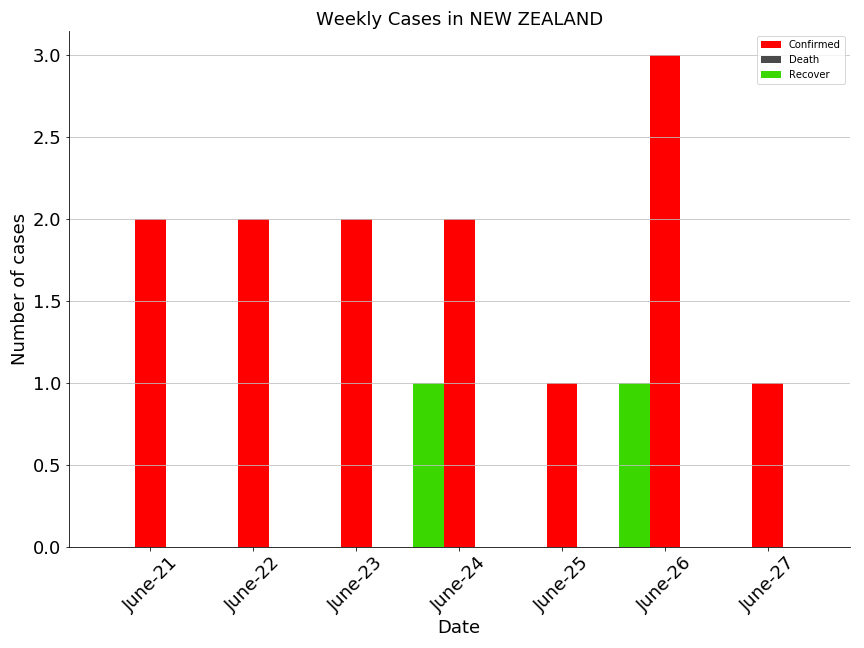 Weekly Cases in NEW ZEALAND
Confirmed
Death
Recover
Number of cases
3.0
2.5
2.0
1.5
1.0
0.5
0.0
June-21
June-22
June-23
June-24
June-25
June-26
June-27
Date